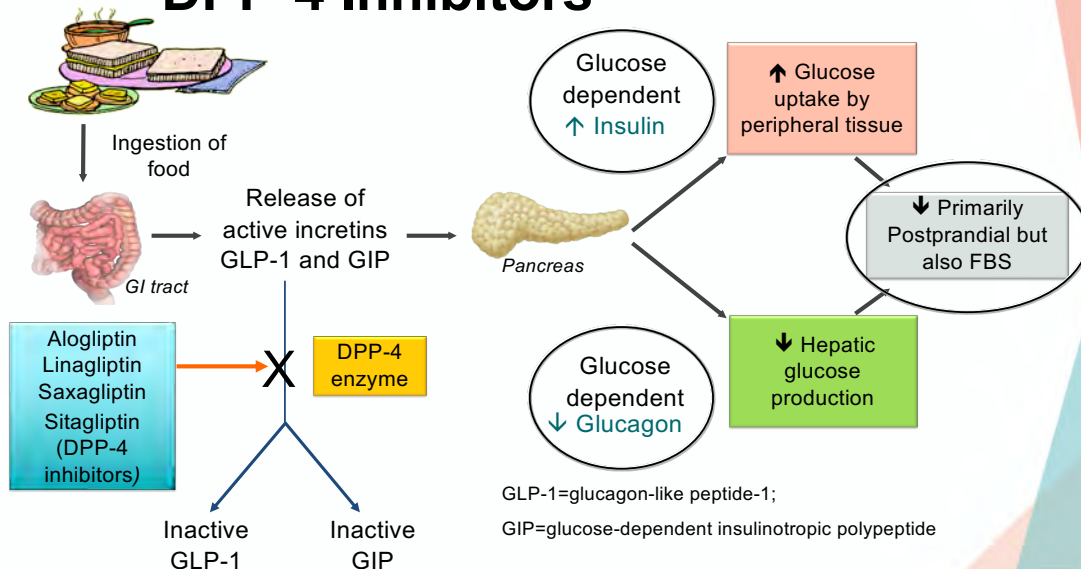 DPP-4 Inhibitors
Ingestion of
food
GI tract
Release of
active incretins
GLP-1 and GIP
Pancreas
Glucose
dependent
↑ Insulin
↑ Glucose
uptake by
peripheral tissue
↓ Primarily
Postprandial but
also FBS
Alogliptin
Linagliptin
Saxagliptin
Sitagliptin
(DPP-4
inhibitors)
X
DPP-4
enzyme
Glucose
dependent
↓ Glucagon
↓ Hepatic
glucose
production
Inactive
GLP-1
Inactive
GIP
GLP-1=glucagon-like peptide-1;
GIP=glucose-dependent insulinotropic polypeptide